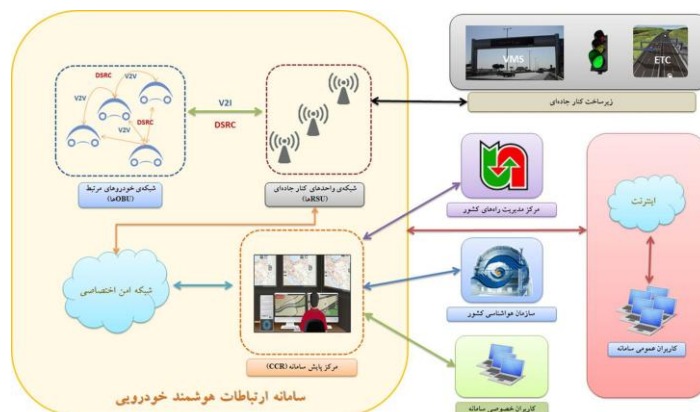 VMS
ETC
زیرساخت کنار جاده‌ای
DSRC
V2V
V2V
DSRC
V2V
V2I
DSRC
شبکه‌ی خودروهای مرتبط
(OBUها)
شبکه‌ی واحدهای کنار جاده‌ای
(RSUها)
مرکز مدیریت راه‌های کشور
اینترنت
شبکه امن اختصاصی
سازمان هواشناسی کشور
کاربران عمومی سامانه
مرکز پایش سامانه (CCR)
سامانه ارتباطات هوشمند خودرویی
کاربران خصوصی سامانه